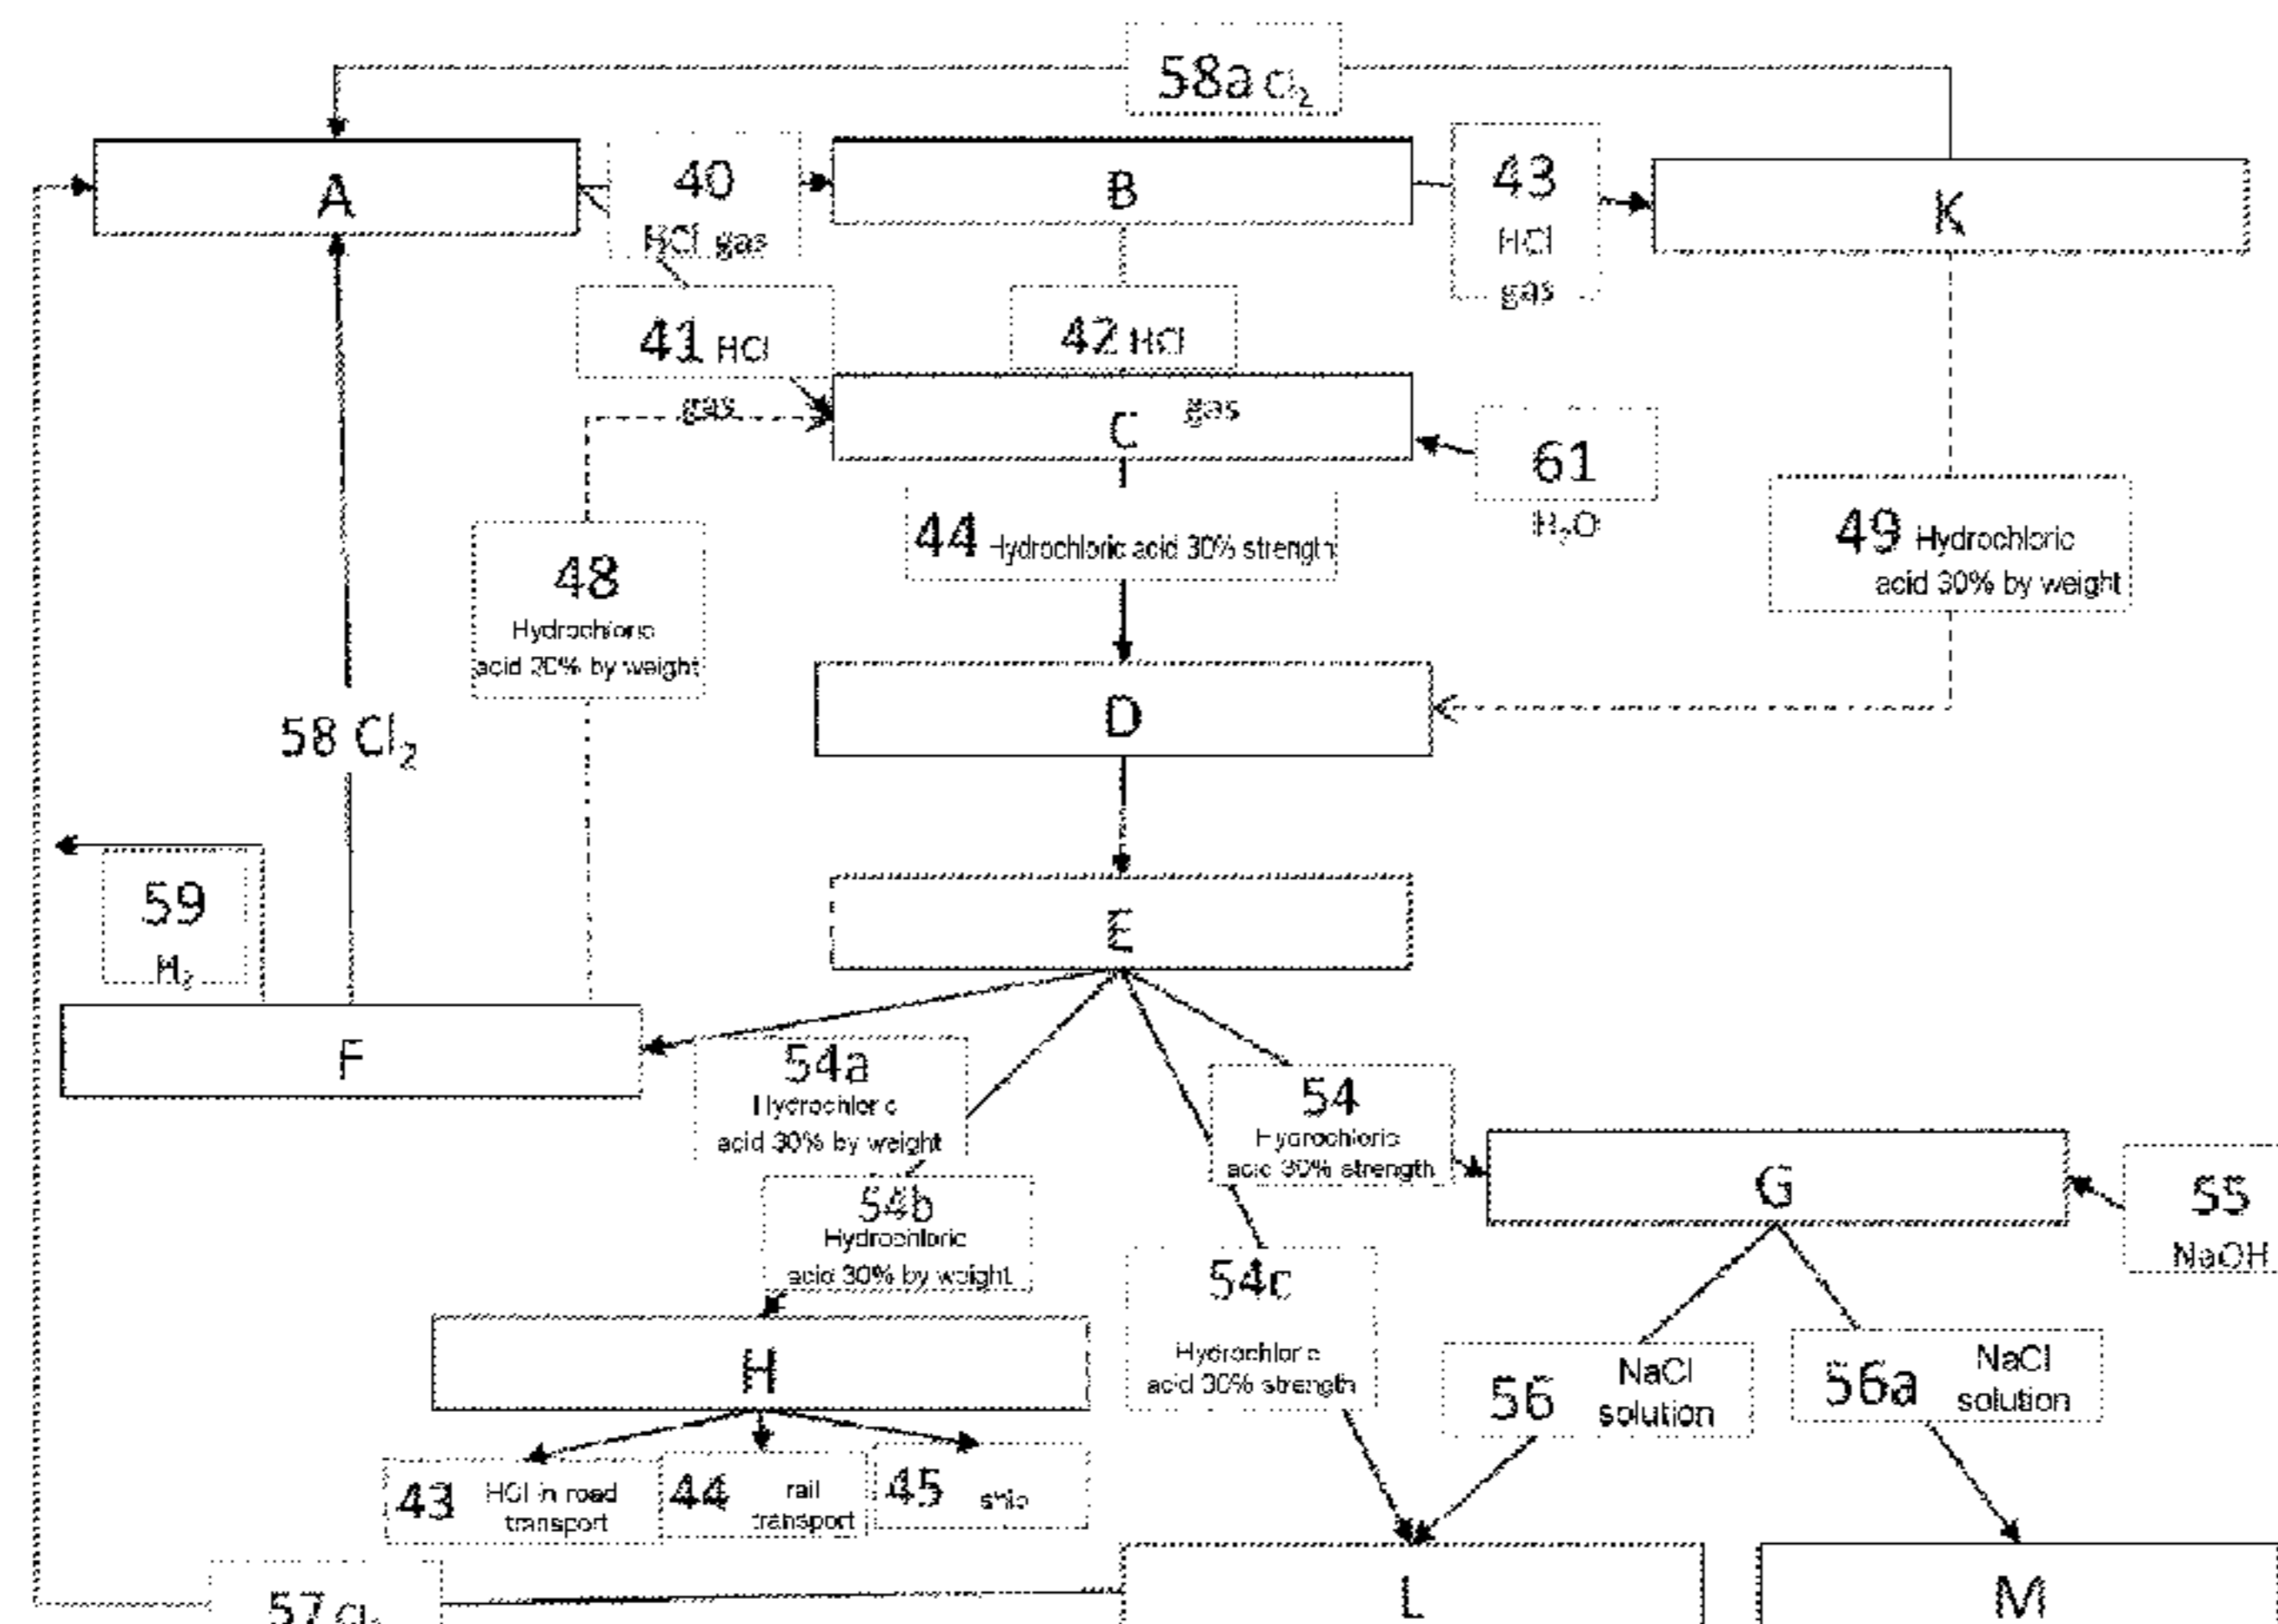 58a Cl₂
A
40
HCl gas
B
43
HCl
gas
K
41 HCl
gas
42 HCl
gas
C
61
H₂O
44 Hydrochloric acid 30% strength
49 Hydrochloric
acid 30% by weight
48
Hydrochloric
acid 20% by weight
D
58 Cl₂
E
59
H₂
F
54a
Hydrochloric
acid 30% by weight
54
Hydrochloric
acid 30% strength
G
55
NaOH
54b
Hydrochloric
acid 30% by weight
54c
Hydrochloric
acid 30% strength
H
56 NaCl
solution
56a NaCl
solution
43 HCl in road
transport
44 rail
transport
45 ship
57 Cl₂
L
M